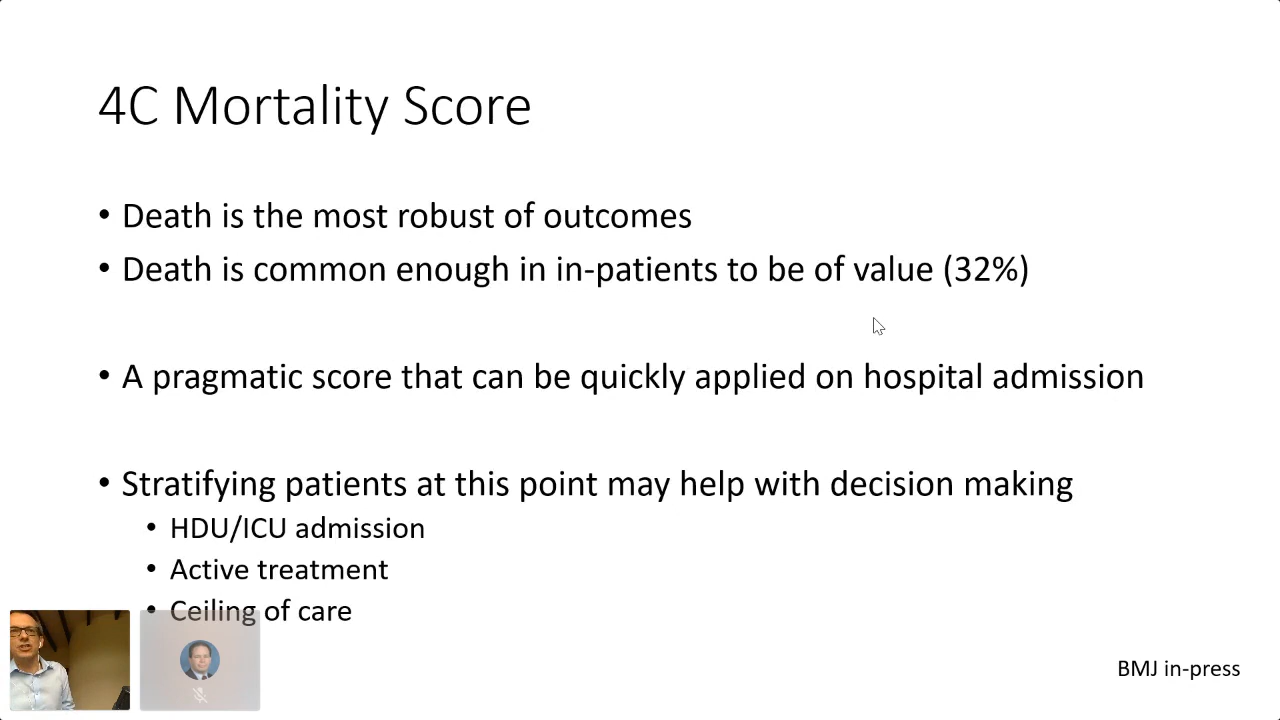 4C Mortality Score
• Death is the most robust of outcomes
• Death is common enough in in-patients to be of value (32%)
• A pragmatic score that can be quickly applied on hospital admission
• Stratifying patients at this point may help with decision making
• HDU/ICU admission
• Active treatment
• Ceiling of care
BMJ in-press